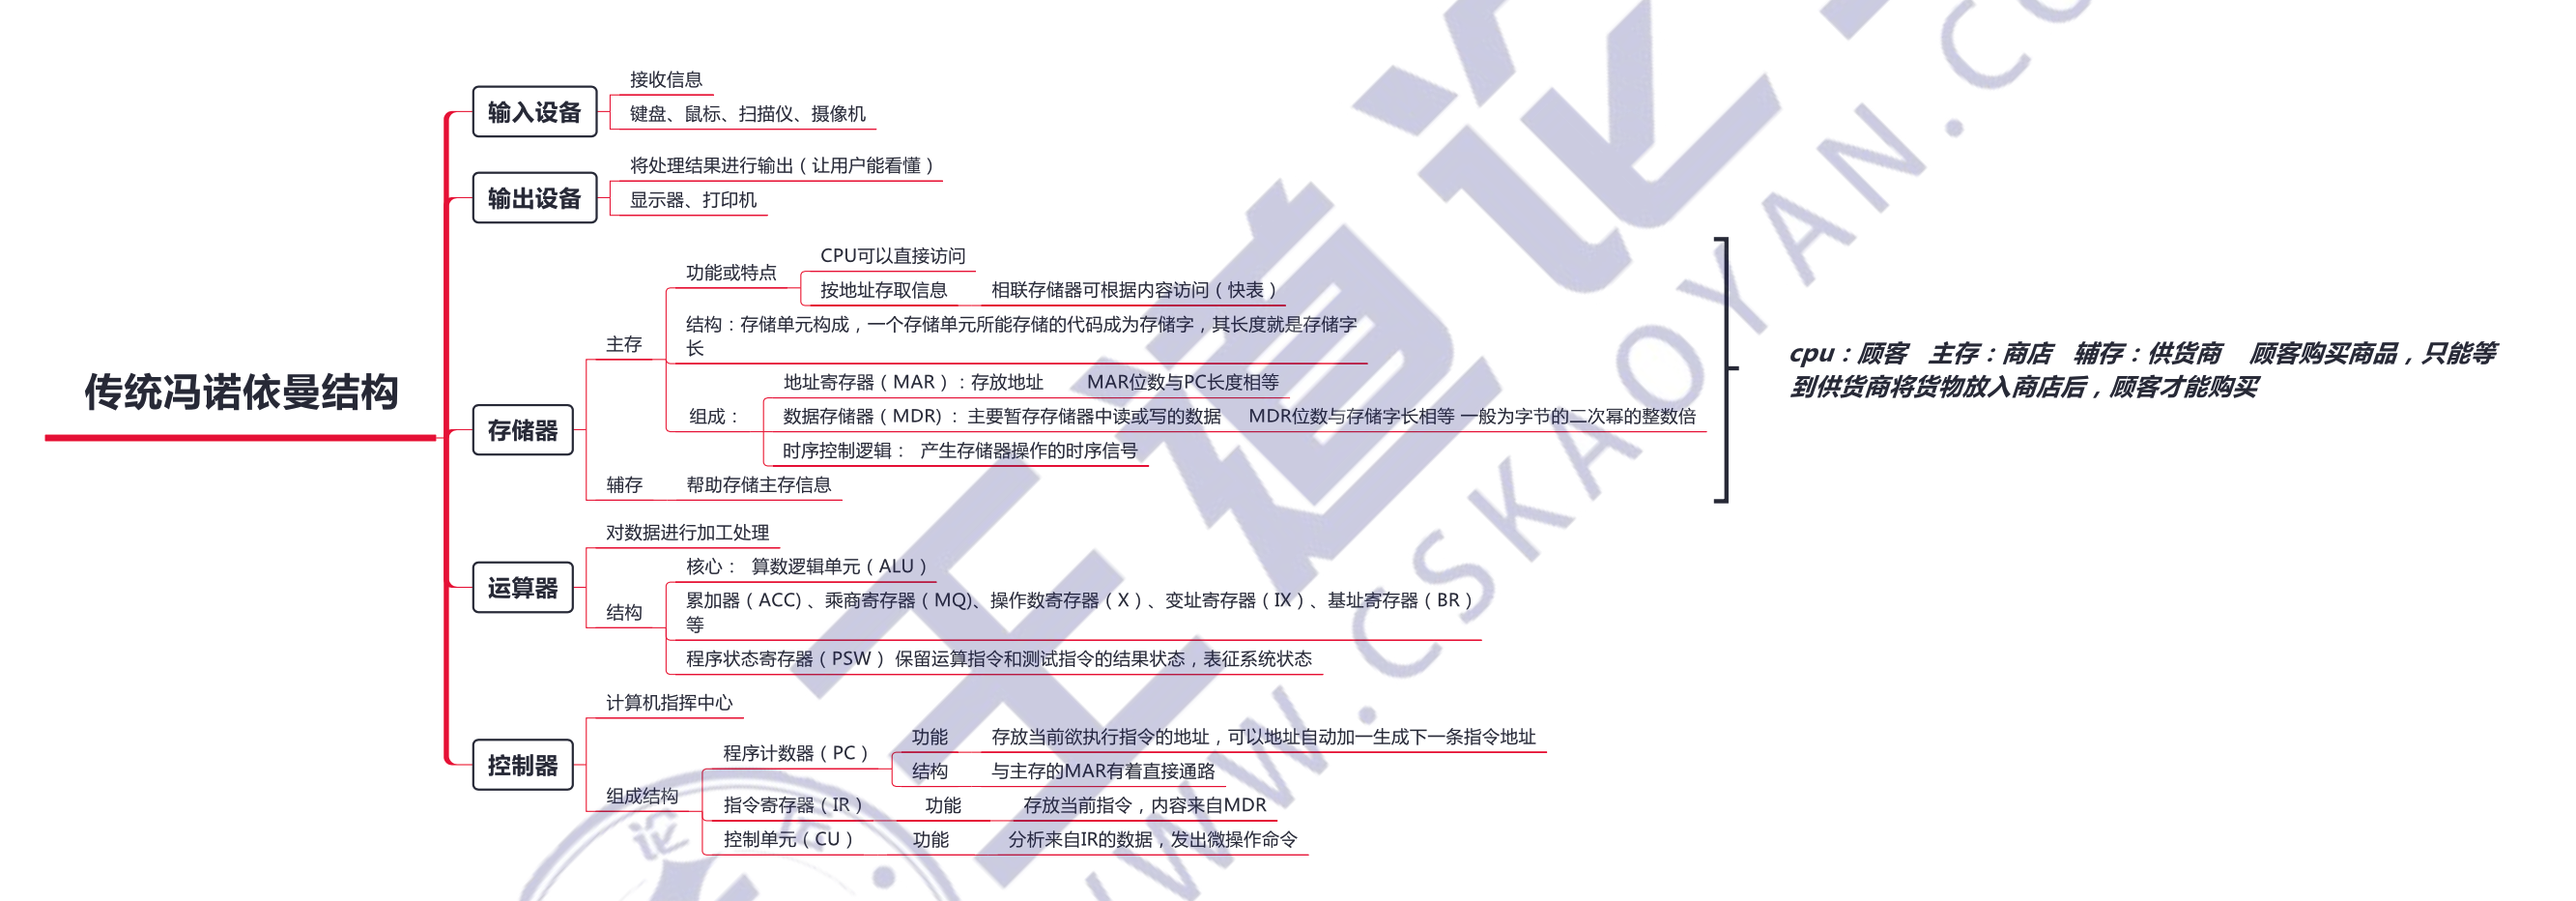 传统冯诺依曼结构
输入设备
接收信息
键盘、鼠标、扫描仪、摄像机
输出设备
将处理结果进行输出（让用户能看懂）
显示器、打印机
存储器
主存
功能或特点
CPU可以直接访问
按地址存取信息
相联存储器可根据内容访问（快表）
结构：存储单元构成，一个存储单元所能存储的代码成为存储字，其长度就是存储字
长
组成：
地址寄存器（MAR）：存放地址 MAR位数与PC长度相等
数据存储器（MDR）： 主要暂存存储器中读或写的数据 MDR位数与存储字长相等 一般为字节的二次幂的整数倍
时序控制逻辑： 产生存储器操作的时序信号
辅存
帮助存储主存信息
cpu：顾客 主存：商店 辅存：供货商 顾客购买商品，只能等
到供货商将货物放入商店后，顾客才能购买
运算器
对数据进行加工处理
结构
核心： 算数逻辑单元（ALU）
累加器（ACC)、乘商寄存器（MQ)、操作数寄存器（X）、变址寄存器（IX）、基址寄存器（BR）
等
程序状态寄存器（PSW） 保留运算指令和测试指令的结果状态，表征系统状态
控制器
计算机指挥中心
组成结构
程序计数器（PC）
功能
存放当前欲执行指令的地址，可以地址自动加一生成下一条指令地址
结构
与主存的MAR有着直接通路
指令寄存器（IR）
功能
存放当前指令，内容来自MDR
控制单元（CU）
功能
分析来自IR的数据，发出微操作命令
王道论
WW.CSKAOYAN.CO
论